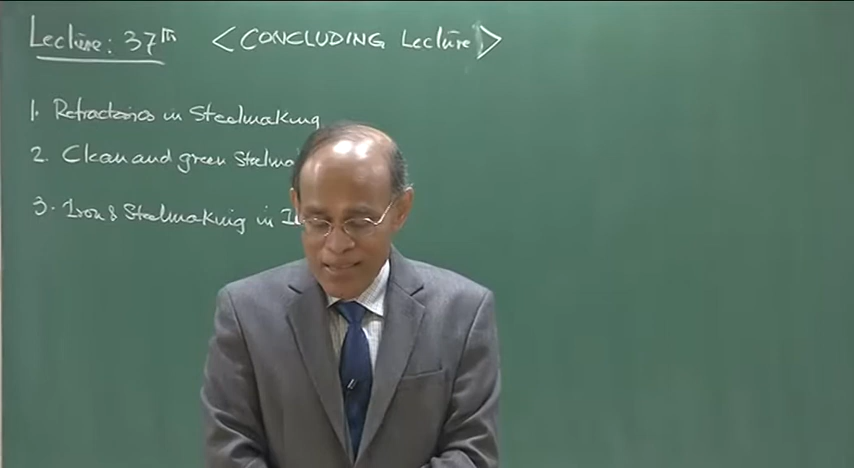 Lecture: 37th <CONCLUDING Lecture>
1. Refractories in Steelmaking
2. Clean and green Steelma
3. Iron & Steelmaking in I